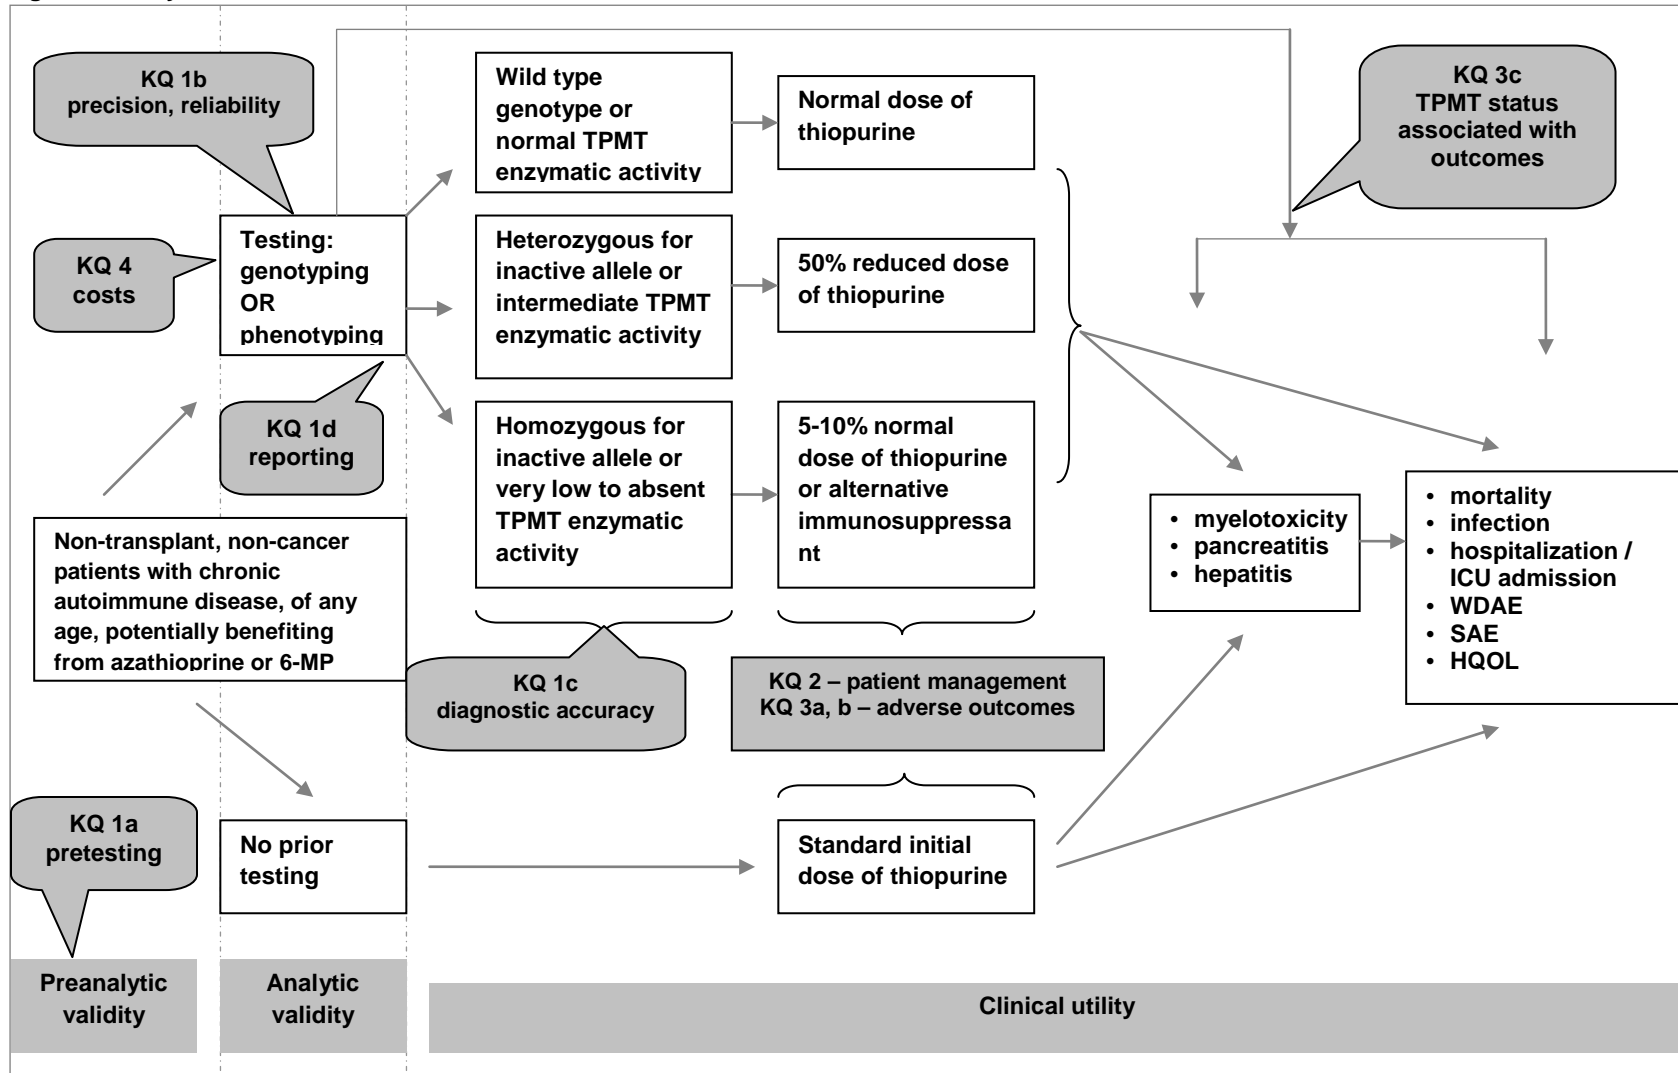 KQ 1b
precision, reliability
Wild type
genotype or
normal TPMT
enzymatic activity
Normal dose of
thiopurine
KQ 3c
TPMT status
associated with
outcomes
KQ 4
costs
Testing:
genotyping
OR
phenotyping
Heterozygous for
inactive allele or
intermediate TPMT
enzymatic activity
50% reduced dose
of thiopurine
KQ 1d
reporting
Homozygous for
inactive allele or
very low to absent
TPMT enzymatic
activity
5-10% normal
dose of thiopurine
or alternative
immunosuppressa
nt
• myelotoxicity
• pancreatitis
• hepatitis
• mortality
• infection
• hospitalization /
ICU admission
• WDAE
• SAE
• HQOL
Non-transplant, non-cancer
patients with chronic
autoimmune disease, of any
age, potentially benefiting
from azathioprine or 6-MP
KQ 1c
diagnostic accuracy
KQ 2 – patient management
KQ 3a, b – adverse outcomes
KQ 1a
pretesting
No prior
testing
Standard initial
dose of thiopurine
Preanalytic
validity
Analytic
validity
Clinical utility